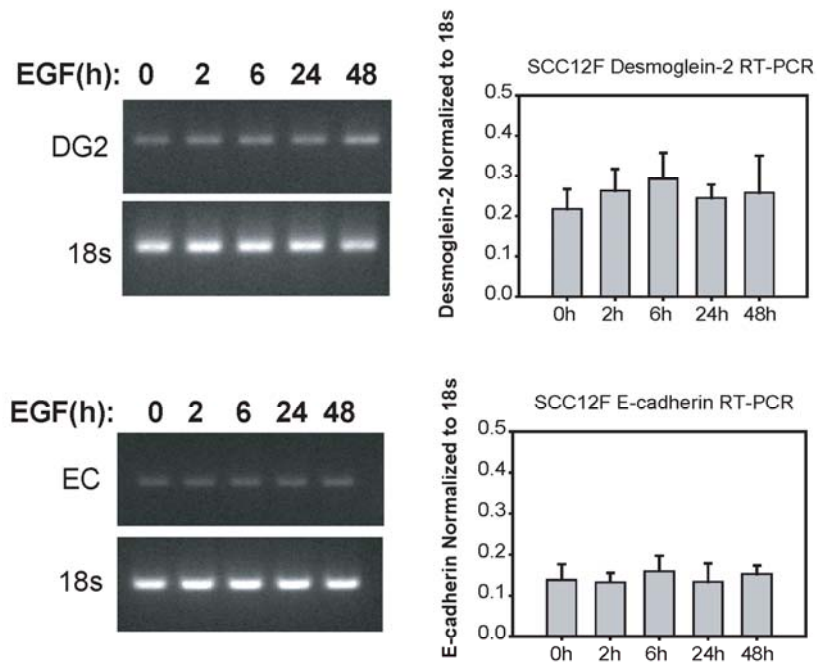 EGF(h): 0 2 6 24 48
DG2
18s
SCC12F Desmoglein-2 RT-PCR
Desmoglein-2 Normalized to 18s
0.5
0.4
0.3
0.2
0.1
0.0
0h 2h 6h 24h 48h
EGF(h): 0 2 6 24 48
EC
18s
SCC12F E-cadherin RT-PCR
E-cadherin Normalized to 18s
0.5
0.4
0.3
0.2
0.1
0.0
0h 2h 6h 24h 48h